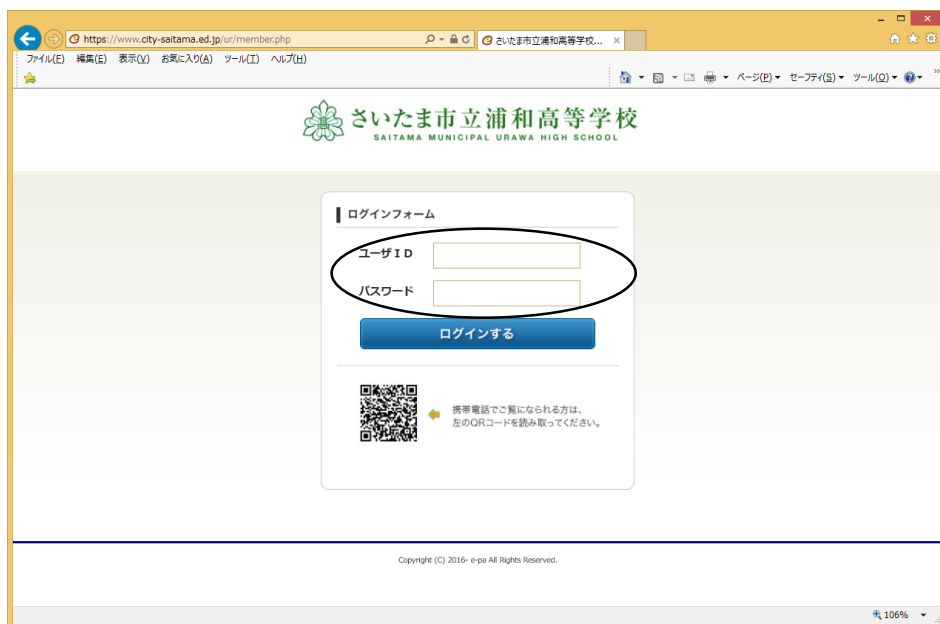 https://www.city-saitama.ed.jp/ur/member.php
さいたま市立浦和高等学校...
ファイル(F) 編集(E) 表示(V) お気に入り(A) ツール(T) ヘルプ(H)
ページ(P) セーフティ(S) ツール(O)
さいたま市立浦和高等学校
SAITAMA MUNICIPAL URAWA HIGH SCHOOL
ログインフォーム
ユーザID
パスワード
ログインする
携帯電話でご覧になられる方は、
左のQRコードを読み取ってください。
Copyright (C) 2016- e-pa All Rights Reserved.
106%